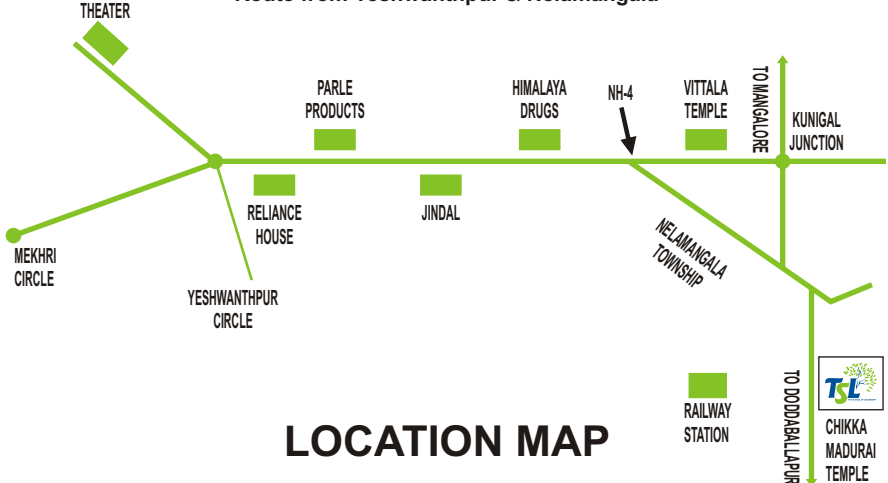 THEATER
PARLE
PRODUCTS
HIMALAYA
DRUGS
NH-4
VITTALA
TEMPLE
TO MANGALORE
KUNIGAL
JUNCTION
RELIANCE
HOUSE
JINDAL
MEKHRI
CIRCLE
YESHWANTHPUR
CIRCLE
NELAMANGALA
TOWNSHIP
RAILWAY
STATION
TO DODDABALLAPUR
TSL
CHIKKA
MADURAI
TEMPLE
LOCATION MAP